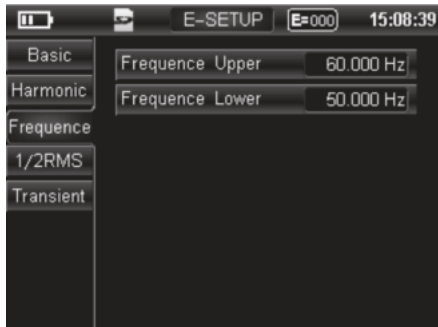 E-SETUP E=000 15:08:39
Basic
Frequence Upper 60.000 Hz
Harmonic
Frequence Lower 50.000 Hz
Frequence
1/2RMS
Transient